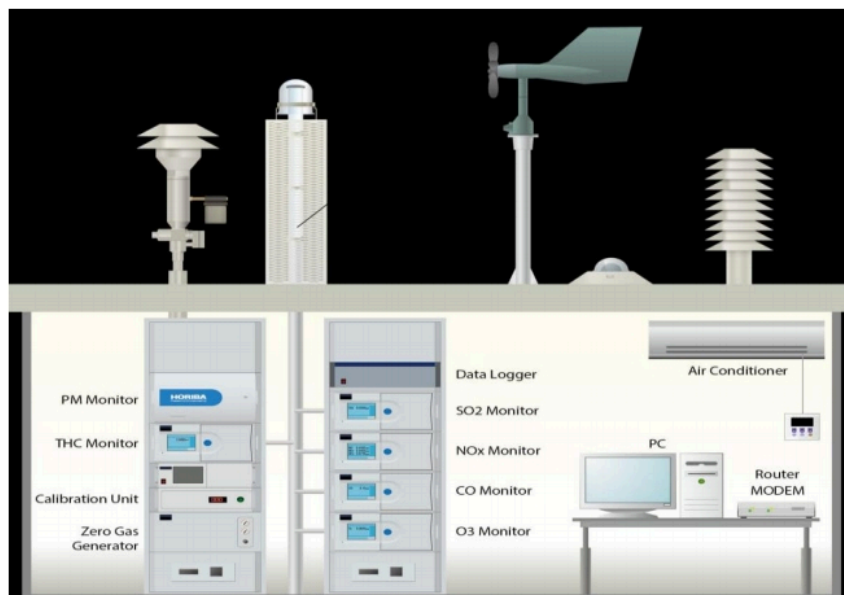 HORIBA
PM Monitor
THC Monitor
Calibration Unit
Zero Gas
Generator
Data Logger
SO2 Monitor
NOx Monitor
CO Monitor
O3 Monitor
Air Conditioner
PC
Router
MODEM